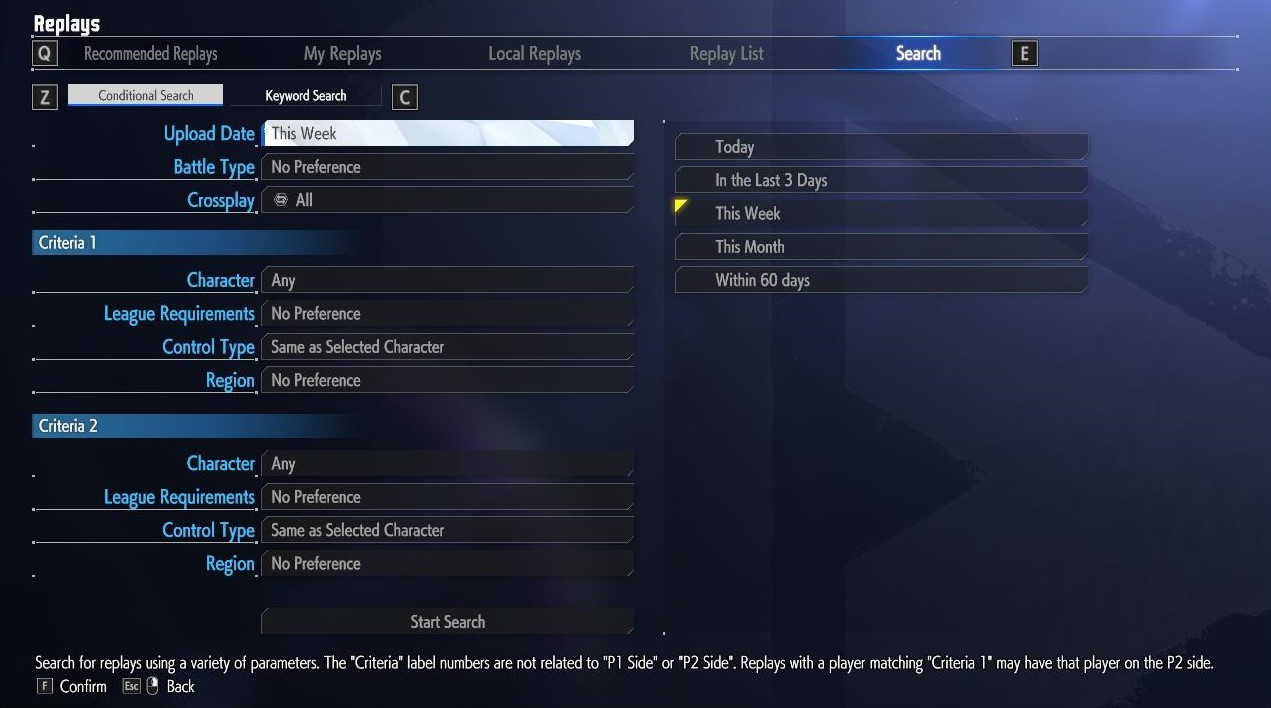 Replays
Q Recommended Replays My Replays Local Replays Replay List Search E
Z Conditional Search Keyword Search C
Upload Date This Week
Battle Type No Preference
Crossplay All
Criteria 1
Character Any
League Requirements No Preference
Control Type Same as Selected Character
Region No Preference
Criteria 2
Character Any
League Requirements No Preference
Control Type Same as Selected Character
Region No Preference
Start Search
Today
In the Last 3 Days
This Week
This Month
Within 60 days
Search for replays using a variety of parameters. The "Criteria" label numbers are not related to "P1 Side" or "P2 Side". Replays with a player matching "Criteria 1" may have that player on the P2 side.
F Confirm Esc Back